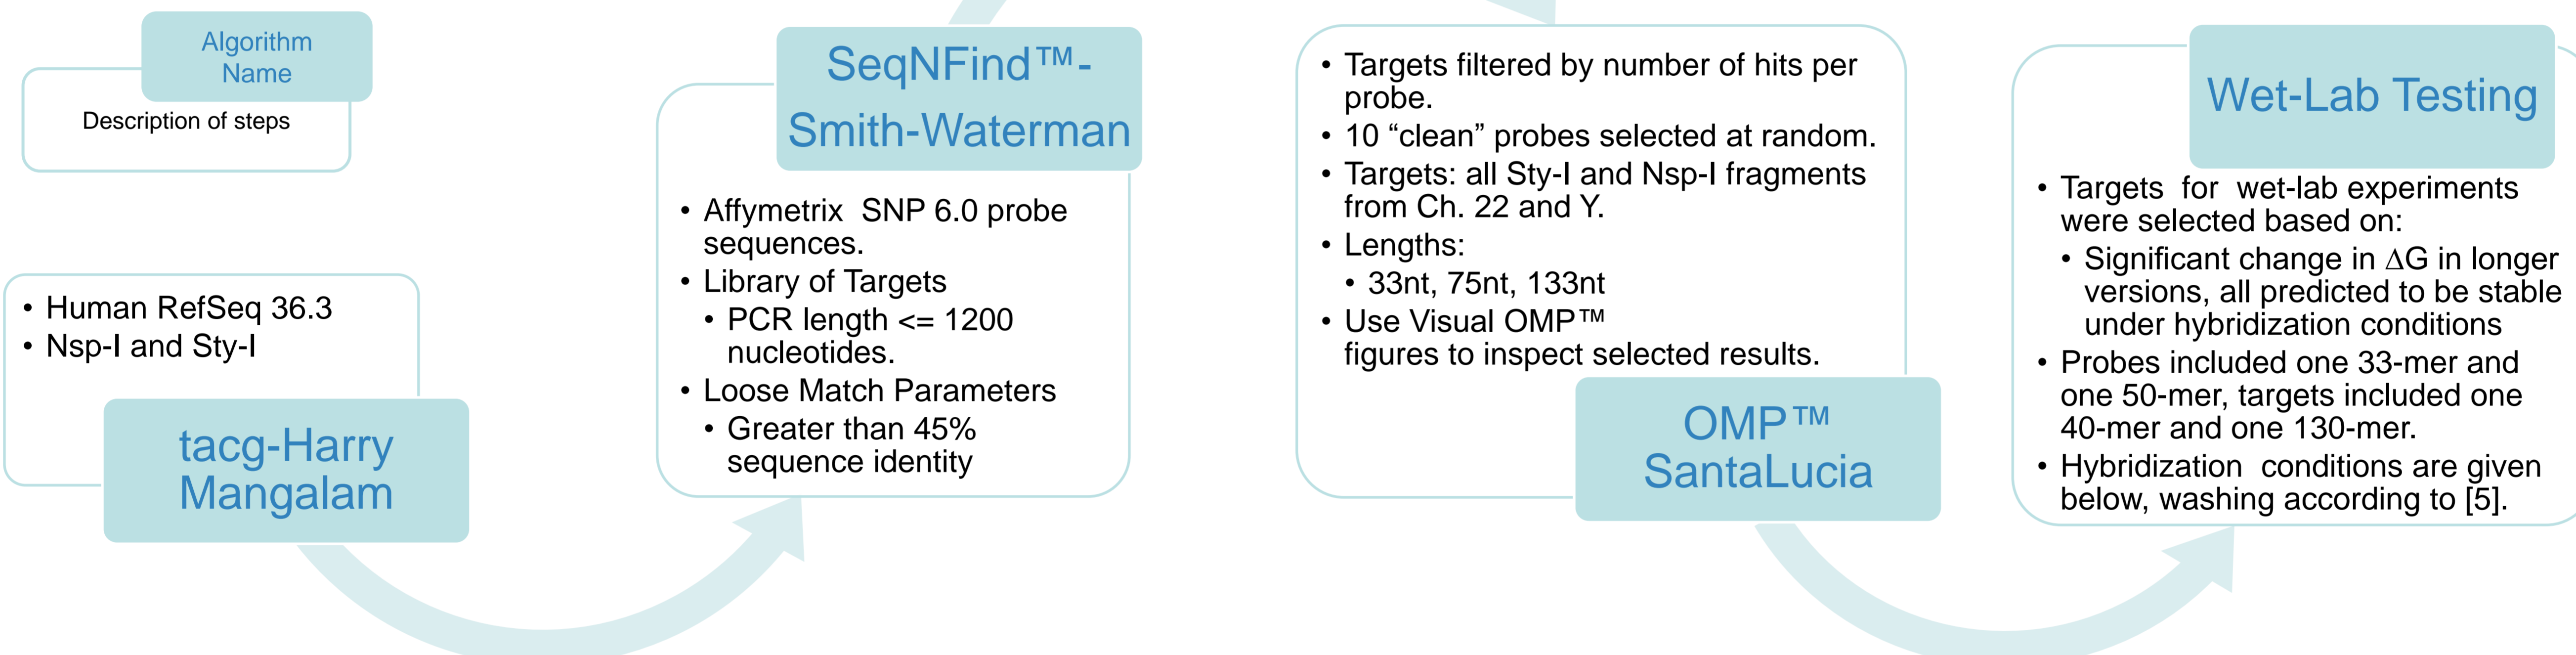 Algorithm
Name
Description of steps
• Human RefSeq 36.3
• Nsp-I and Sty-I
tacg-Harry
Mangalam
SeqNFind™-
Smith-Waterman
• Affymetrix SNP 6.0 probe
sequences.
• Library of Targets
• PCR length <= 1200
nucleotides.
• Loose Match Parameters
• Greater than 45%
sequence identity
• Targets filtered by number of hits per
probe.
• 10 “clean” probes selected at random.
• Targets: all Sty-I and Nsp-I fragments
from Ch. 22 and Y.
• Lengths:
• 33nt, 75nt, 133nt
• Use Visual OMP™
figures to inspect selected results.
OMP™
SantaLucia
Wet-Lab Testing
• Targets for wet-lab experiments
were selected based on:
• Significant change in ΔG in longer
versions, all predicted to be stable
under hybridization conditions
• Probes included one 33-mer and
one 50-mer, targets included one
40-mer and one 130-mer.
• Hybridization conditions are given
below, washing according to [5].